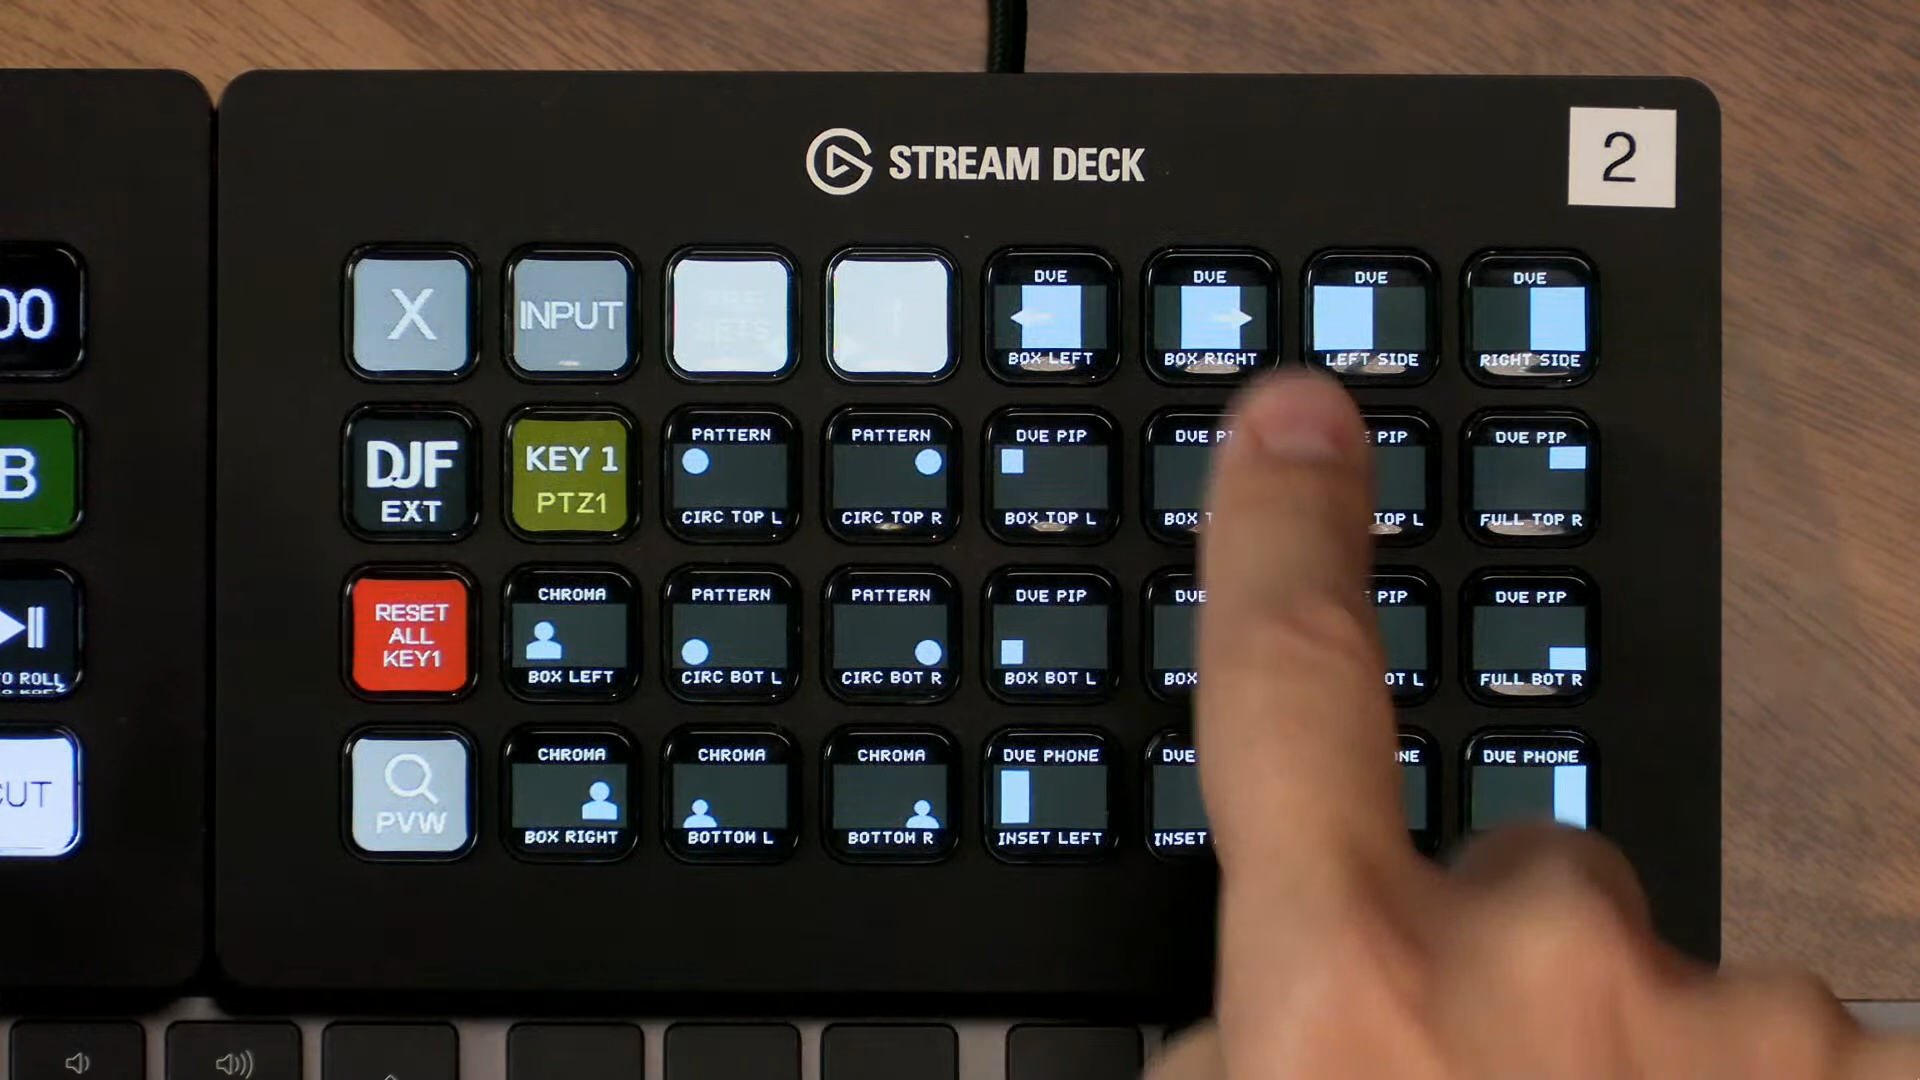 STREAM DECK
2
00
X
INPUT
DVE
BOX LEFT
DVE
BOX RIGHT
DVE
LEFT SIDE
DVE
RIGHT SIDE
B
DJF
EXT
KEY 1
PTZ1
PATTERN
CIRC TOP L
PATTERN
CIRC TOP R
DVE PIP
BOX TOP L
DVE
BOX
PIP
TOP L
DVE PIP
FULL TOP R
TO ROLL
RESET
ALL
KEY1
CHROMA
BOX LEFT
PATTERN
CIRC BOT L
PATTERN
CIRC BOT R
DVE PIP
BOX BOT L
DVE
BOX
PIP
OT L
DVE PIP
FULL BOT R
CUT
PVW
CHROMA
BOX RIGHT
CHROMA
BOTTOM L
CHROMA
BOTTOM R
DVE PHONE
INSET LEFT
DVE
INSET
NE
DVE PHONE